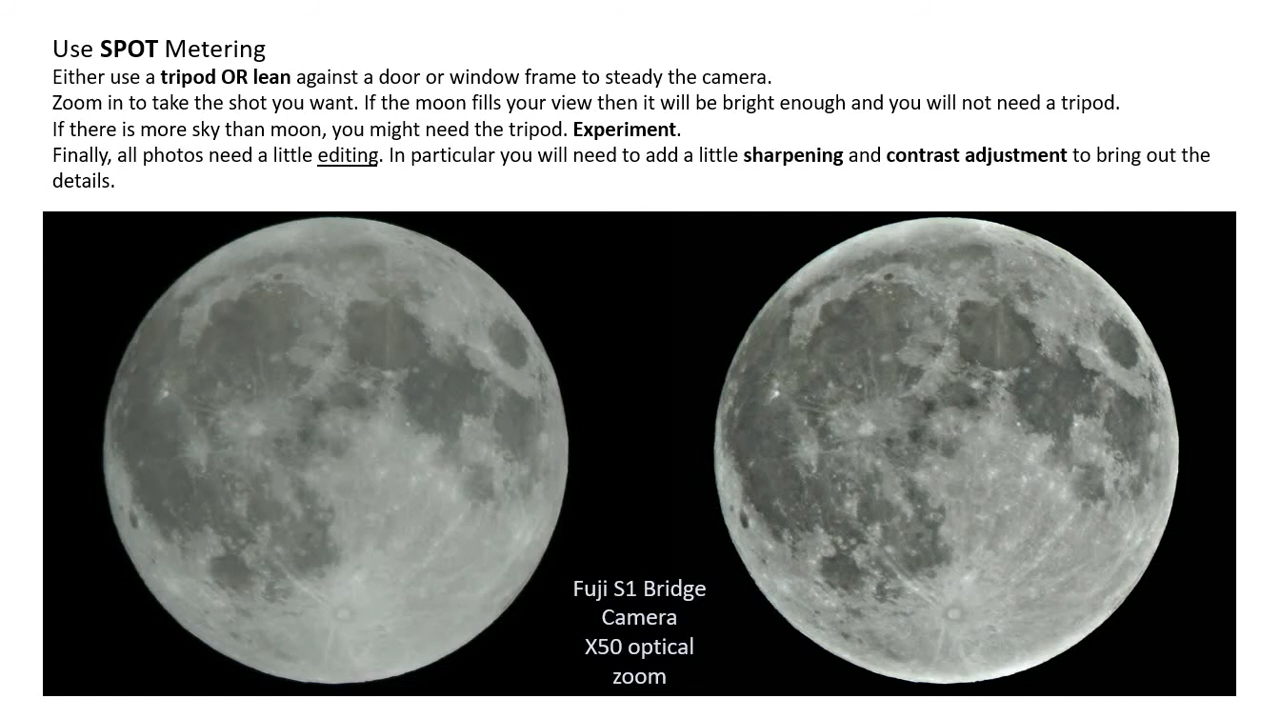 Use SPOT Metering
Either use a tripod OR lean against a door or window frame to steady the camera.
Zoom in to take the shot you want. If the moon fills your view then it will be bright enough and you will not need a tripod.
If there is more sky than moon, you might need the tripod. Experiment.
Finally, all photos need a little editing. In particular you will need to add a little sharpening and contrast adjustment to bring out the
details.
Fuji S1 Bridge
Camera
X50 optical
zoom